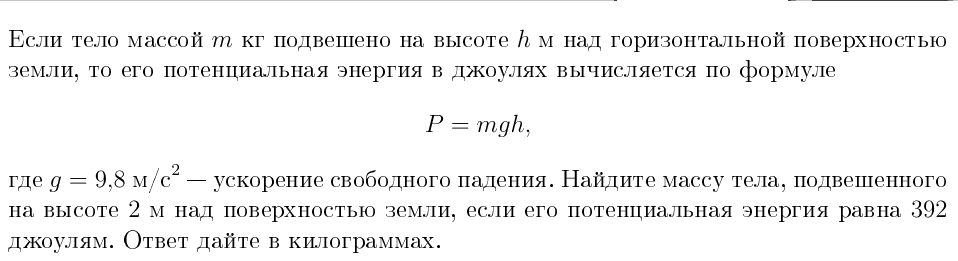 Если тело массой m кг подвешено на высоте h м над горизонтальной поверхностью
земли, то его потенциальная энергия в джоулях вычисляется по формуле
P = mgh,
где g = 9,8 м/с² — ускорение свободного падения. Найдите массу тела, подвешенного
на высоте 2 м над поверхностью земли, если его потенциальная энергия равна 392
джоулям. Ответ дайте в килограммах.